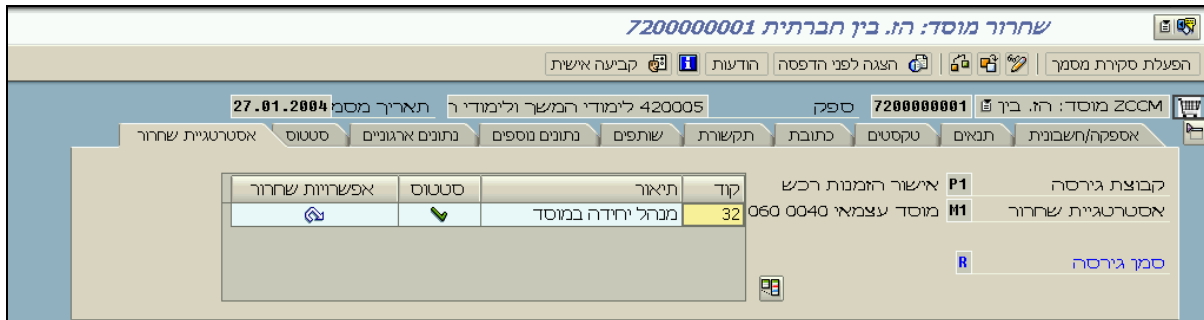 שחרור מוסד: הז. בין חברתית 7200000001
הפעלת סקירת מסמך הצגה לפני הדפסה הודעות קביעה אישית
ZCCM מוסד: הז. בין 7200000001 ספק 420005 לימודי המשך ולימודי ר תאריך מסמ 27.01.2004
אספקה/חשבונית תנאים טקסטים כתובת תקשורת שותפים נתונים נוספים נתונים ארגוניים סטטוס אסטרטגיית שחרור
קבוצת גירסה P1 אישור הזמנות רכש
אסטרטגיית שחרור M1 מוסד עצמאי 0040 060
סמן גירסה R
קוד תיאור סטטוס אפשרויות שחרור
32 מנהל יחידה במוסד